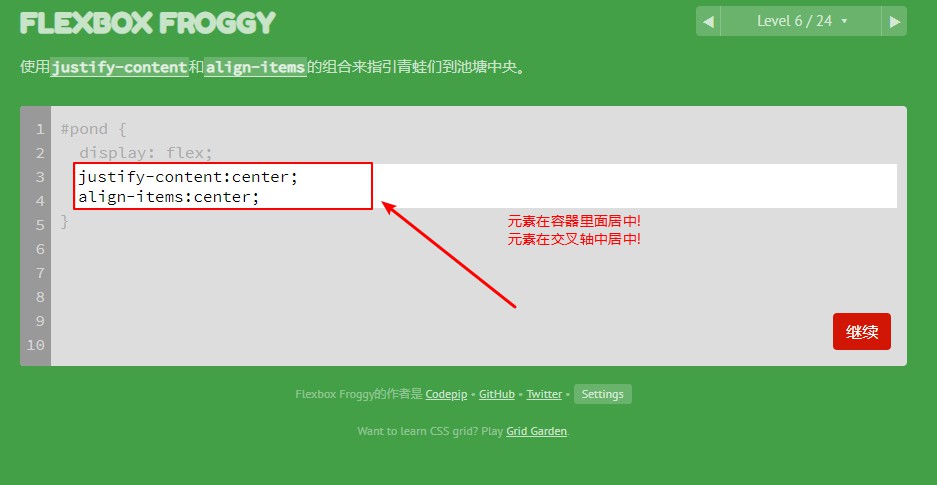 FLEXBOX FROGGY
◀ Level 6 / 24 ▼ ▶
使用justify-content和align-items的组合来指引青蛙们到池塘中央。
1 #pond {
2 display: flex;
3 justify-content:center;
4 align-items:center;
5 }
6
7
8
9
10
元素在容器里面居中!
元素在交叉轴中居中!
继续
Flexbox Froggy的作者是 Codepip • GitHub • Twitter • Settings
Want to learn CSS grid? Play Grid Garden.